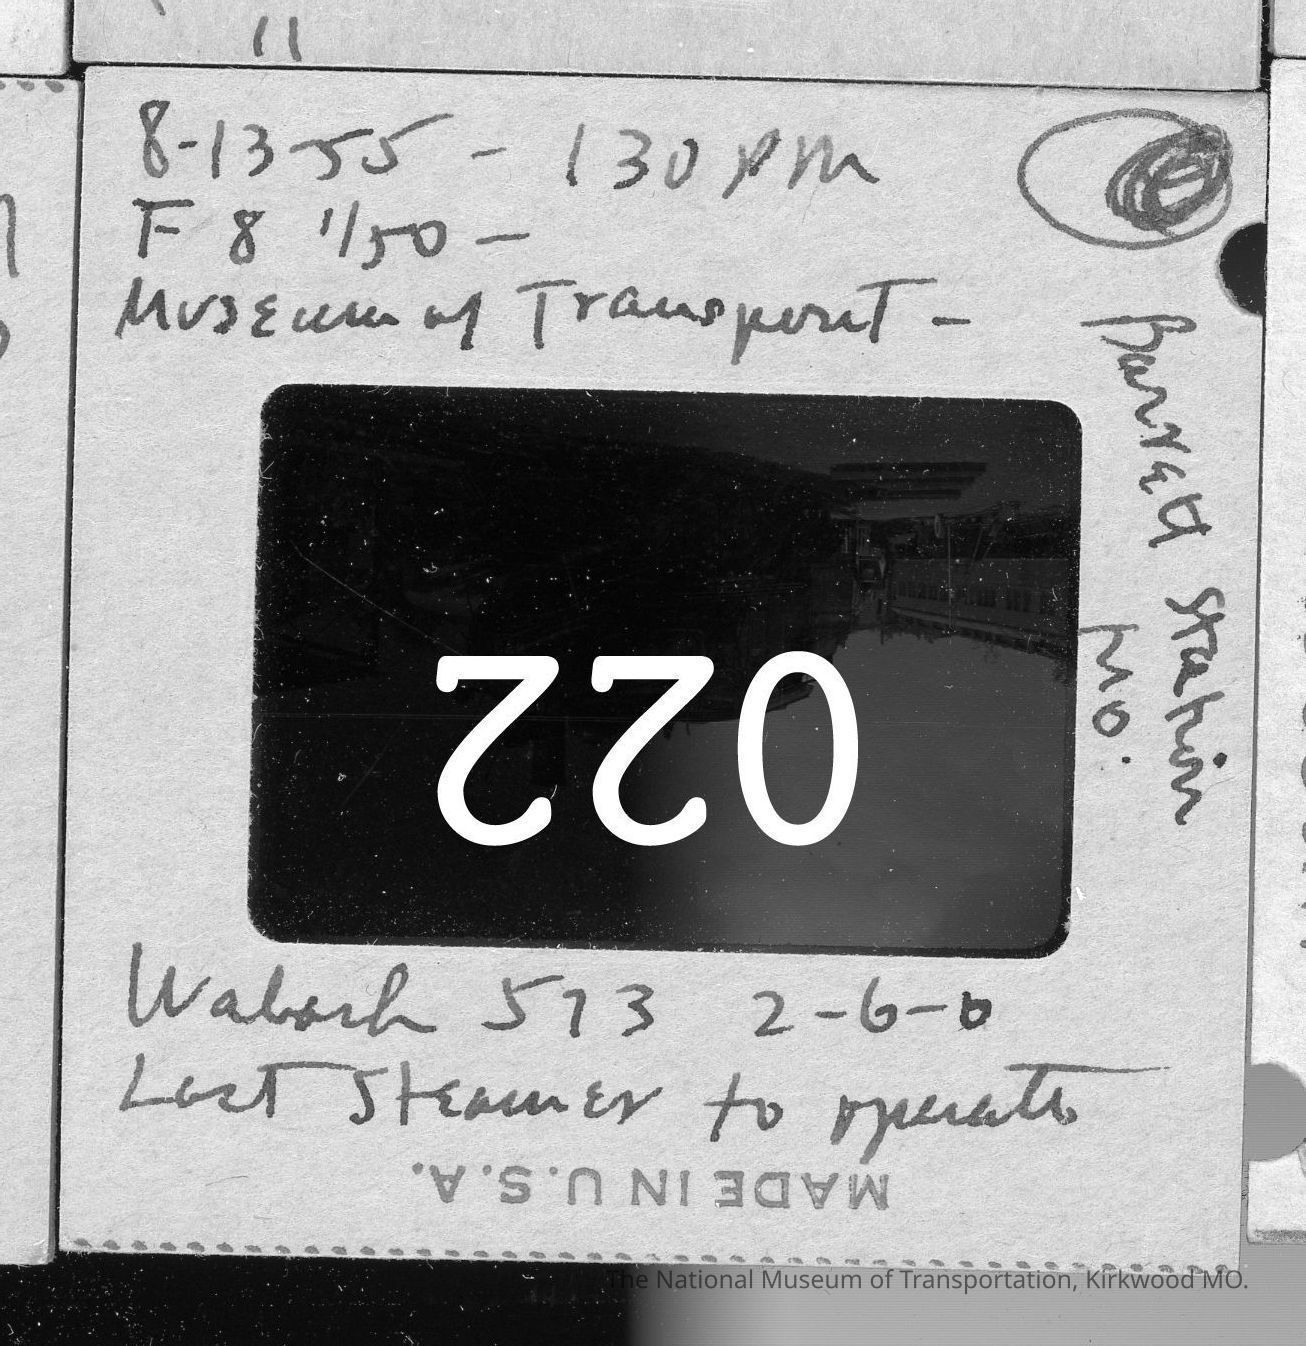 11
8-13-55 - 130 PM
F 8 1/50 -
Museum of Transport -
Barrett Station
Mo.
022
Wabash 573 2-6-0
Last Steamer to operate
MADE IN U.S.A.
The National Museum of Transportation, Kirkwood MO.